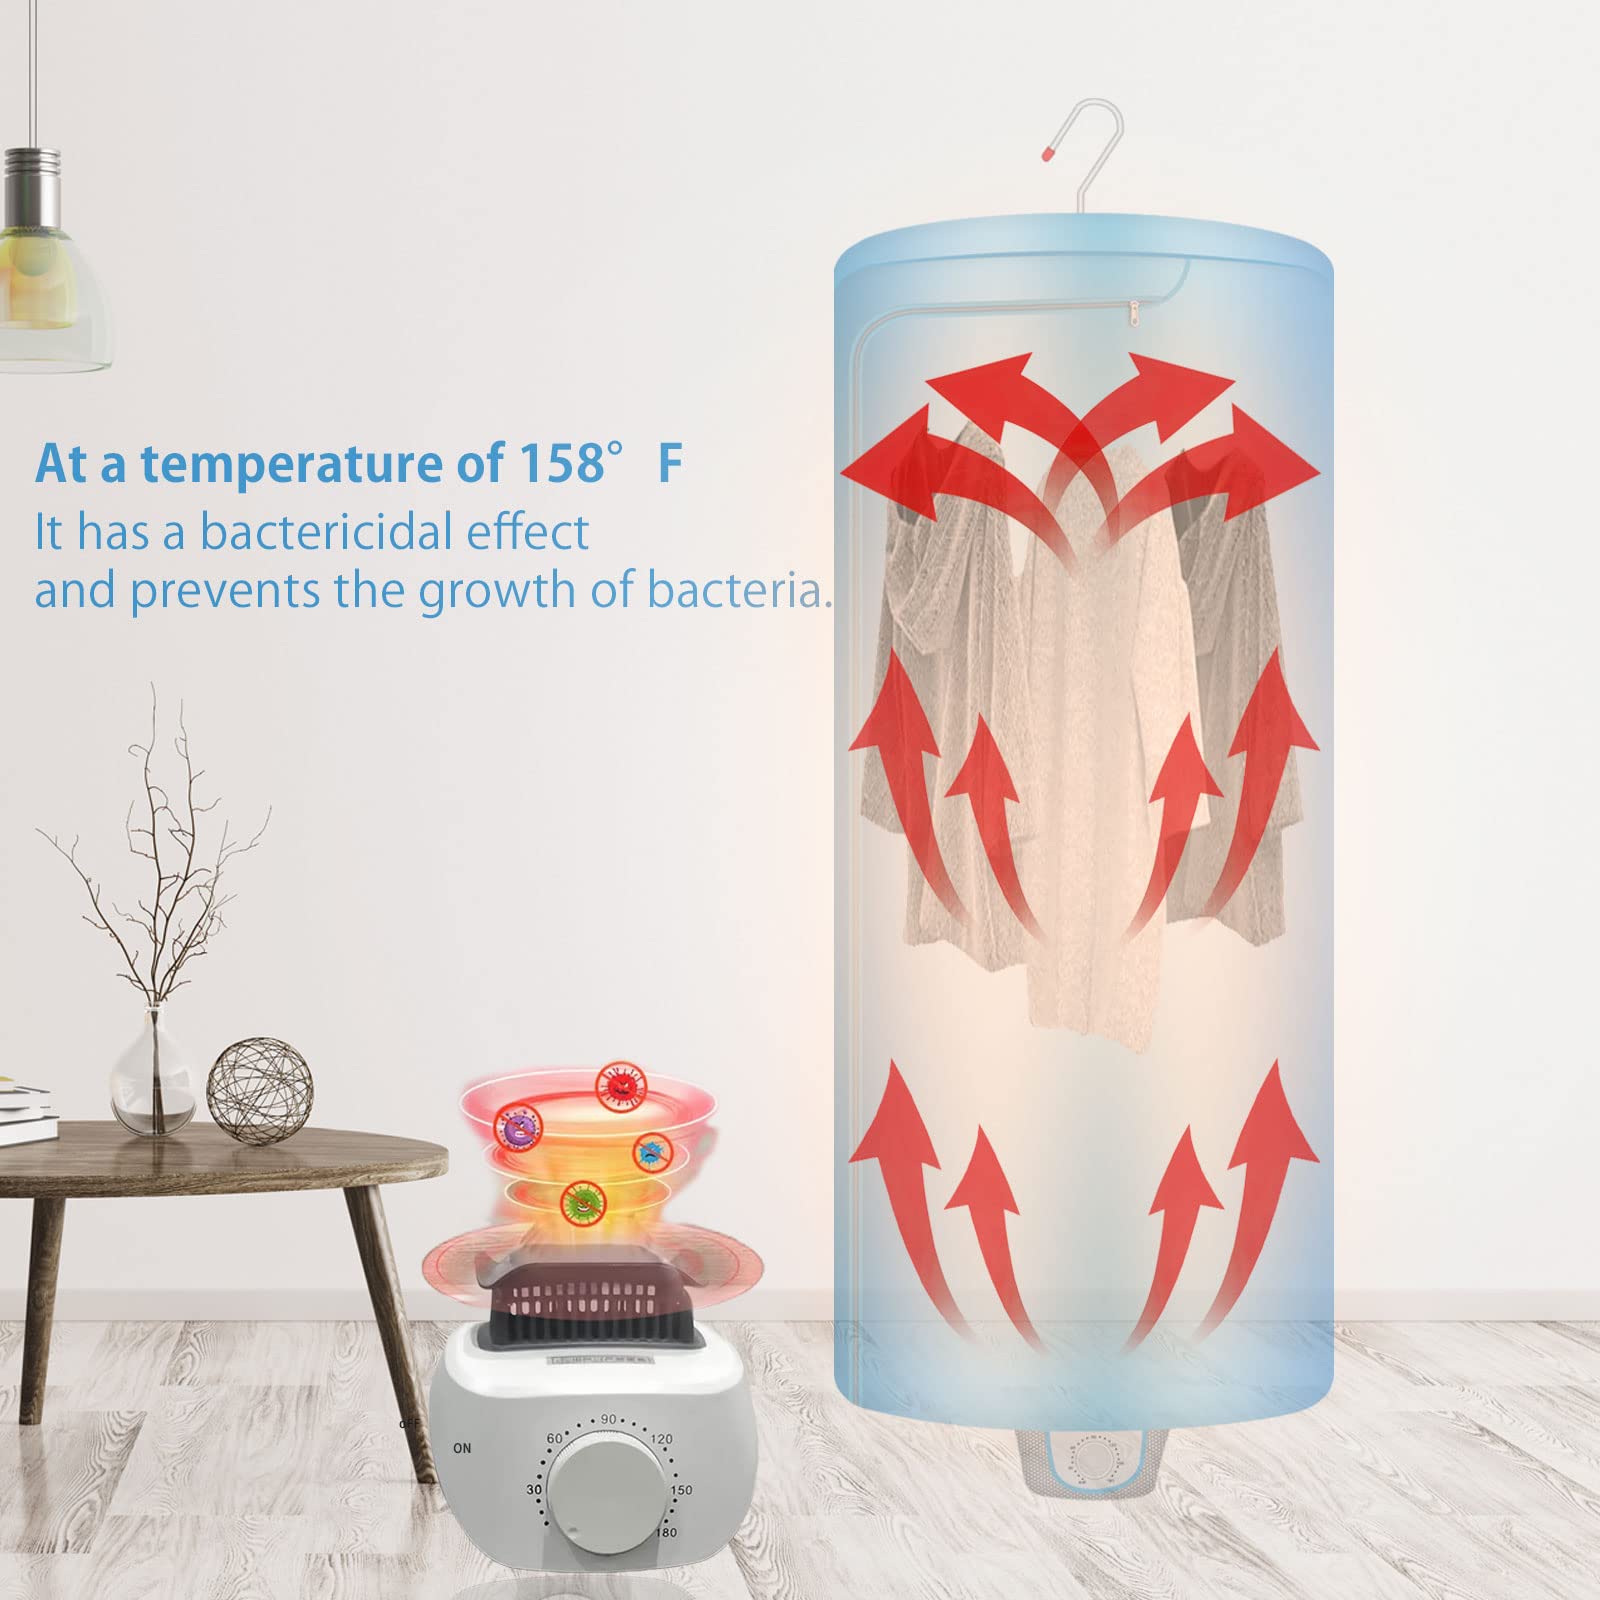 At a temperature of 158° F
It has a bactericidal effect
and prevents the growth of bacteria.
oFF
ON
30
60
90
120
150
180